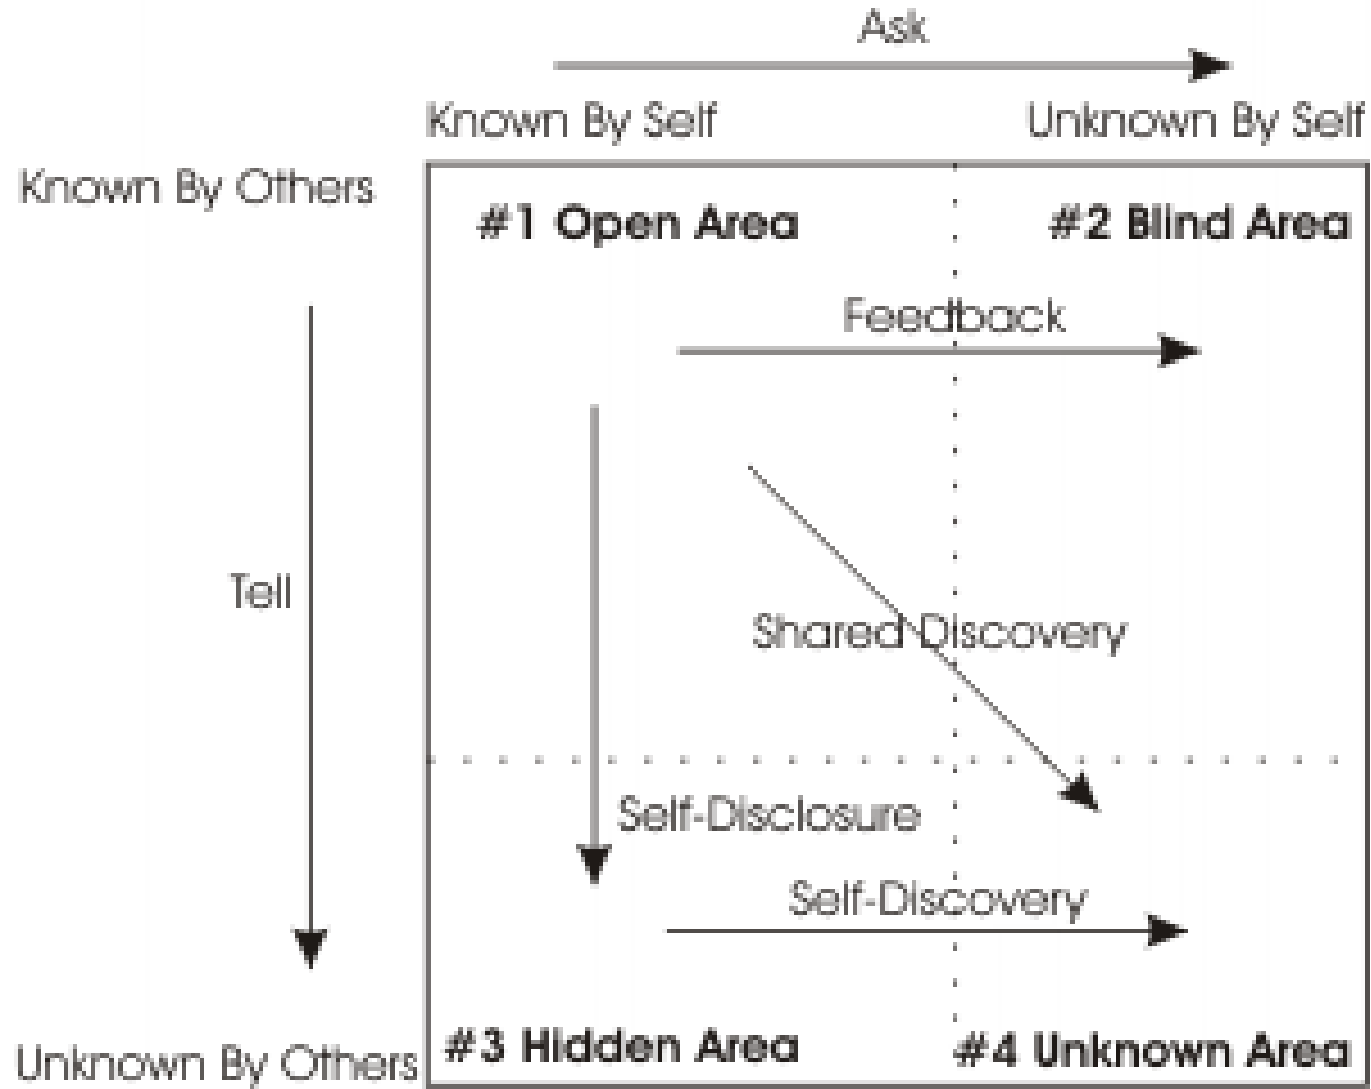 Ask
Known By Self
Unknown By Self
Known By Others
#1 Open Area
#2 Blind Area
Feedback
Tell
Shared Discovery
Self-Disclosure
Self-Discovery
Unknown By Others
#3 Hidden Area
#4 Unknown Area